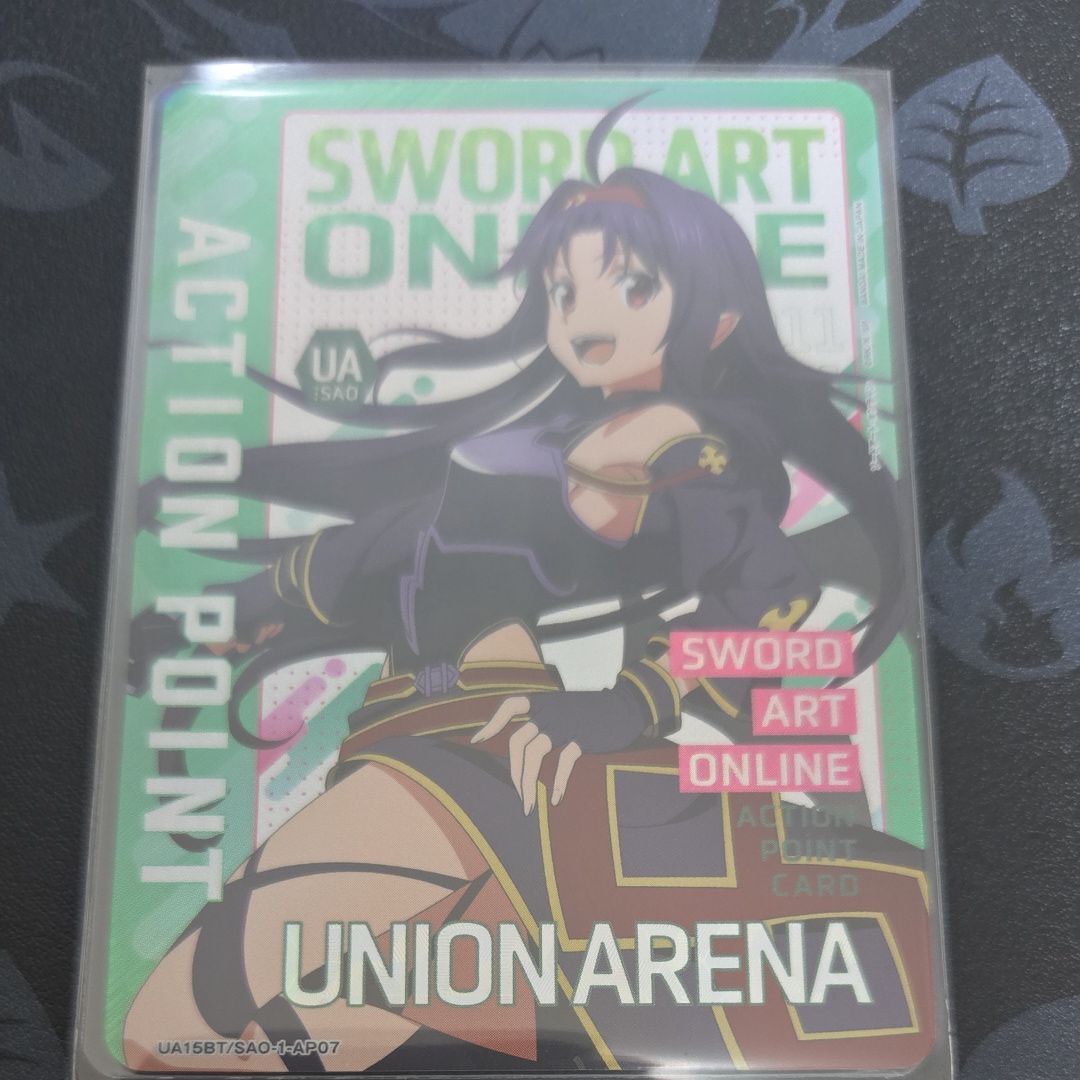 SWORD ART
ONLINE
ACTION POINT
UA
:SAO
11
SWORD
ART
ONLINE
ACTION
POINT
CARD
UNION ARENA
UA15BT/SAO-1-AP07